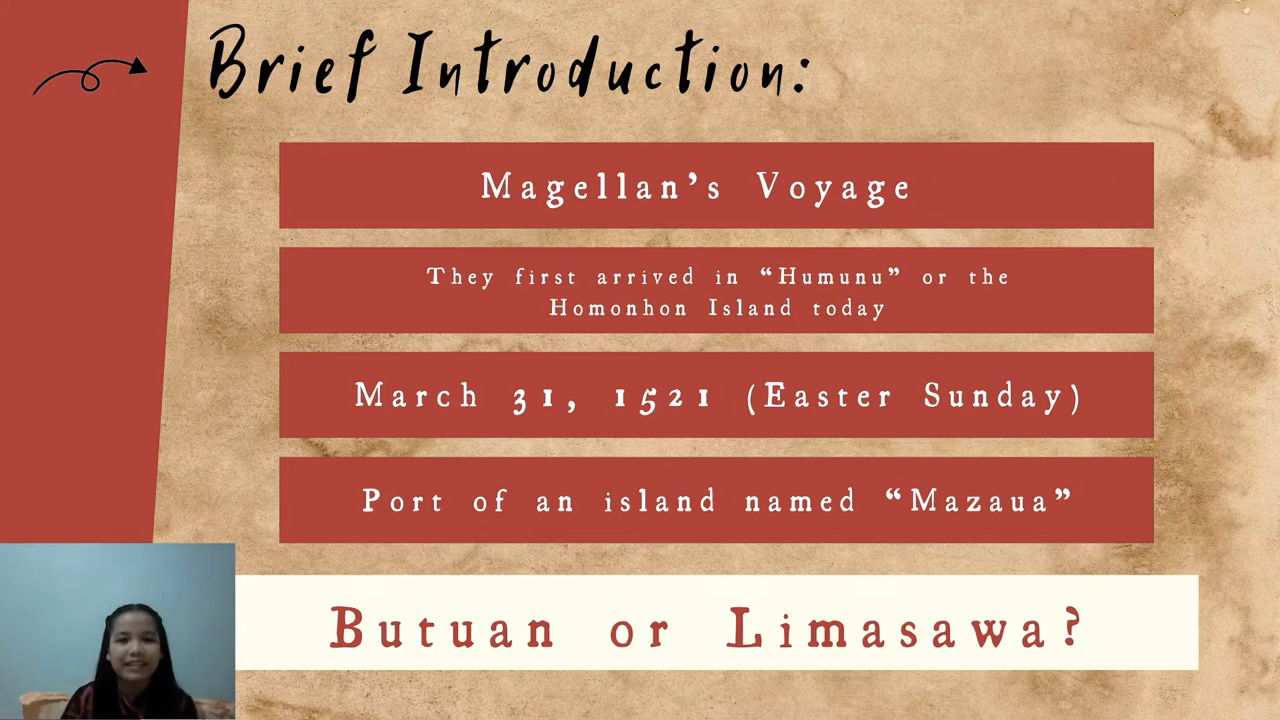 Brief Introduction:
Magellan’s Voyage
They first arrived in “Humunu” or the
Homonhon Island today
March 31, 1521 (Easter Sunday)
Port of an island named “Mazaua”
Butuan or Limasawa?